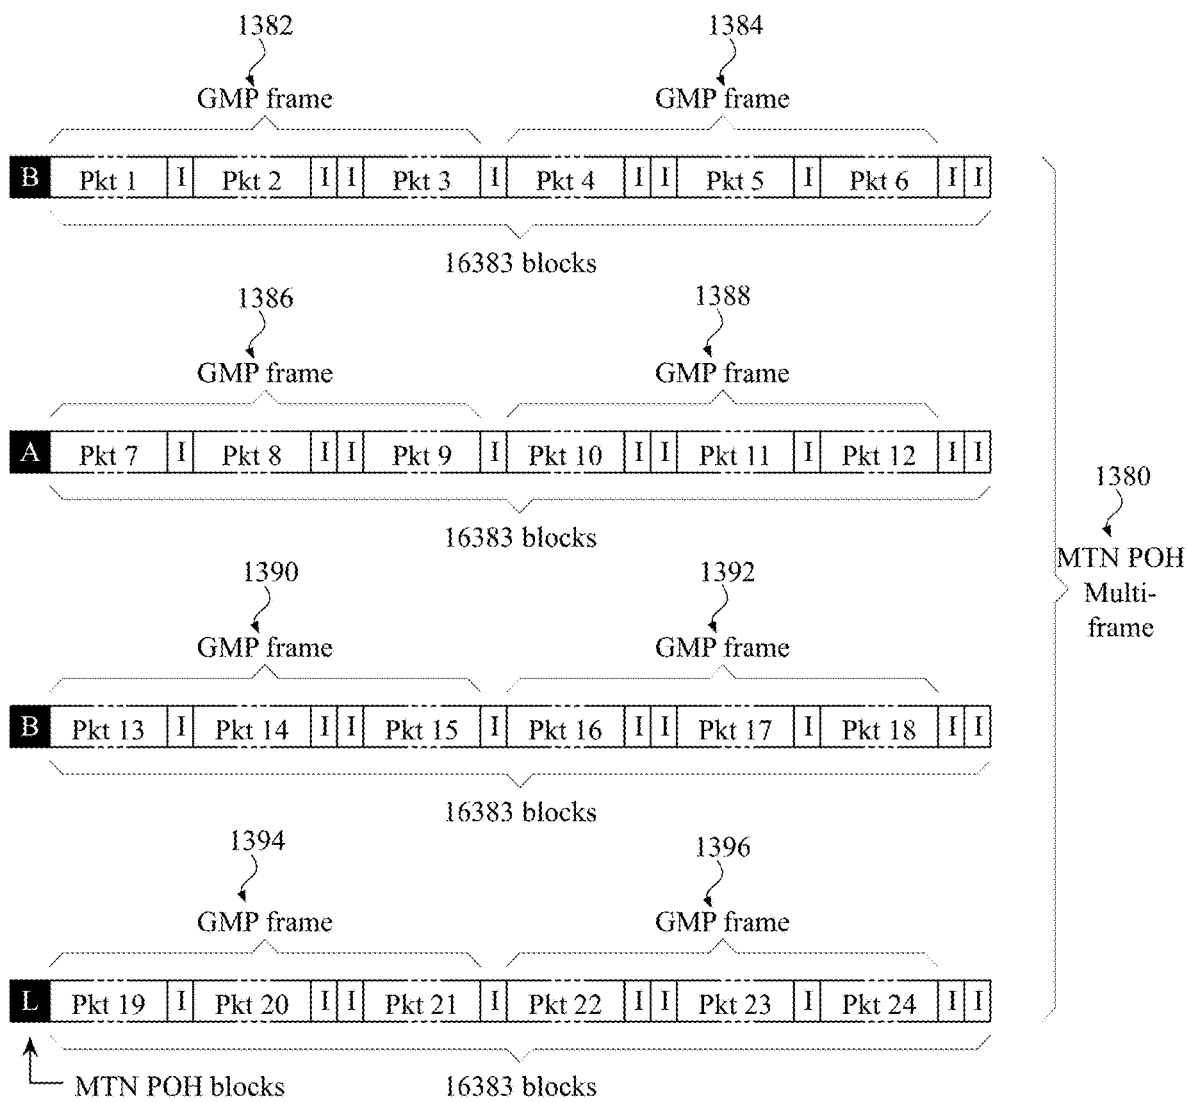 1382 1384
GMP frame GMP frame
B Pkt 1 I Pkt 2 I I Pkt 3 I Pkt 4 I I Pkt 5 I Pkt 6 I I
16383 blocks
1386 1388
GMP frame GMP frame
A Pkt 7 I Pkt 8 I I Pkt 9 I Pkt 10 I I Pkt 11 I Pkt 12 I I
16383 blocks
1380
MTN POH
Multi-
frame
1390 1392
GMP frame GMP frame
B Pkt 13 I Pkt 14 I I Pkt 15 I Pkt 16 I I Pkt 17 I Pkt 18 I I
16383 blocks
1394 1396
GMP frame GMP frame
L Pkt 19 I Pkt 20 I I Pkt 21 I Pkt 22 I I Pkt 23 I Pkt 24 I I
MTN POH blocks 16383 blocks